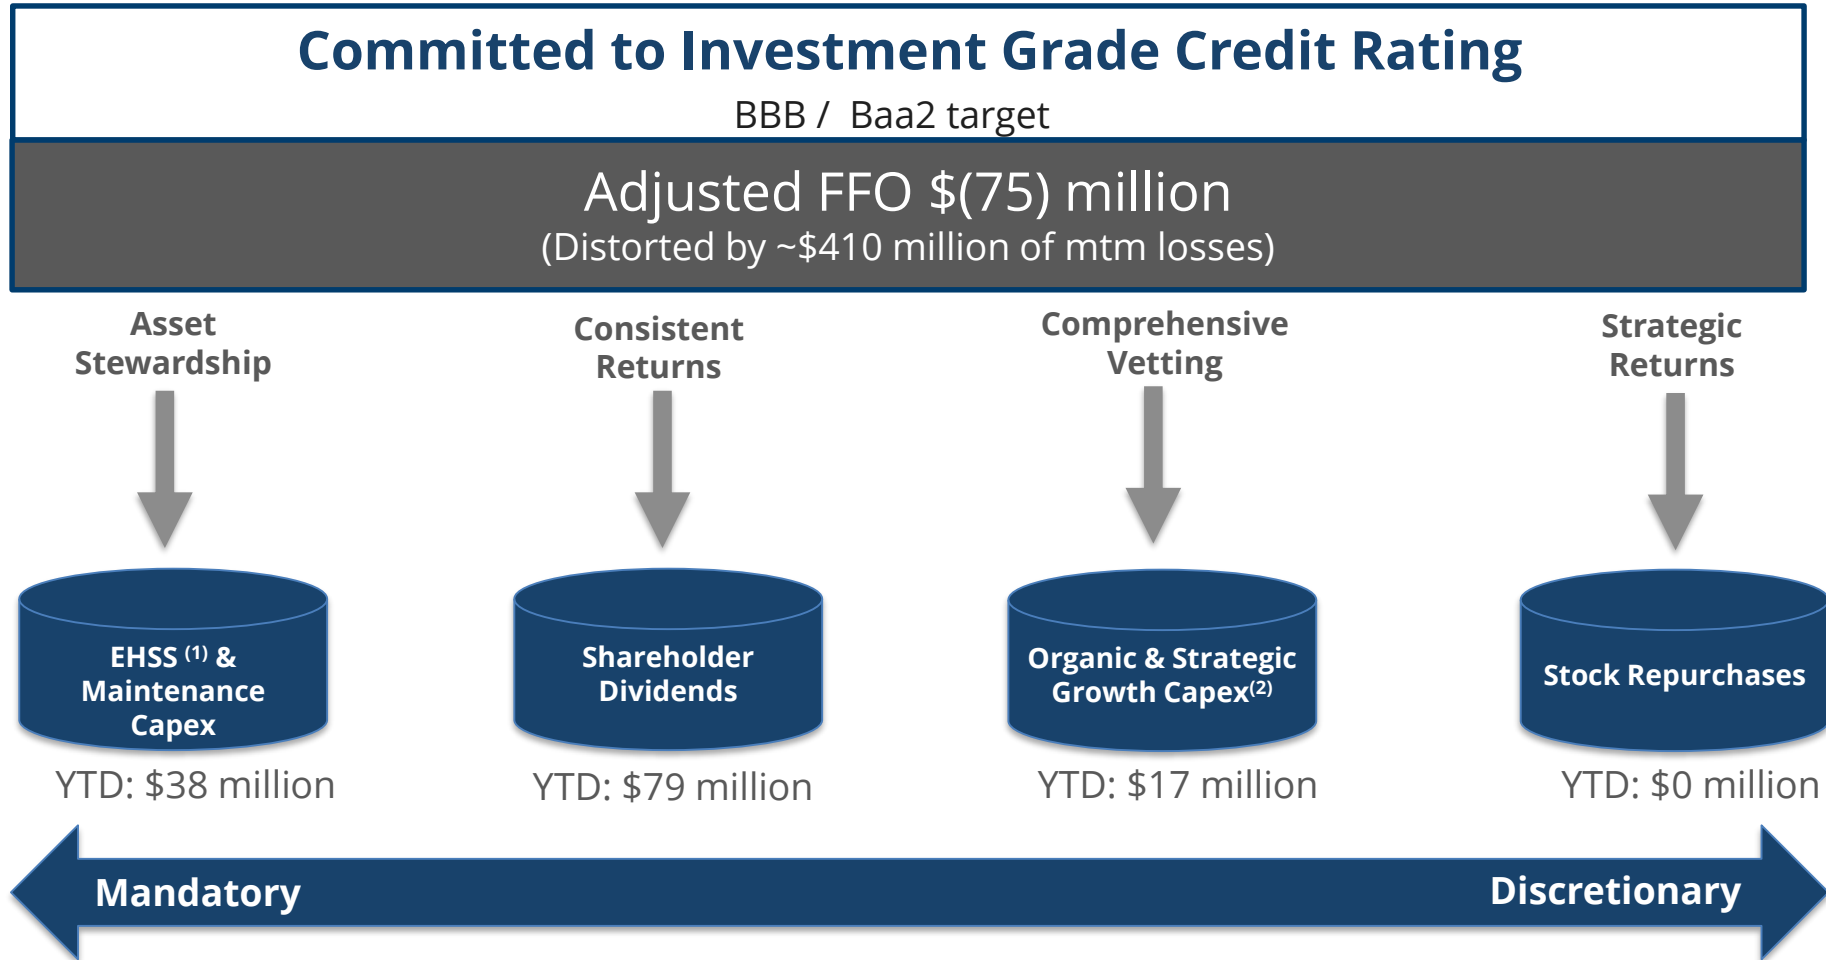 Committed to Investment Grade Credit Rating
BBB / Baa2 target
Adjusted FFO $(75) million
(Distorted by ~$410 million of mtm losses)
Asset
Stewardship
Consistent
Returns
Comprehensive
Vetting
Strategic
Returns
EHSS (1) &
Maintenance
Capex
Shareholder
Dividends
Organic & Strategic
Growth Capex(2)
Stock Repurchases
YTD: $38 million
YTD: $79 million
YTD: $17 million
YTD: $0 million
Mandatory
Discretionary